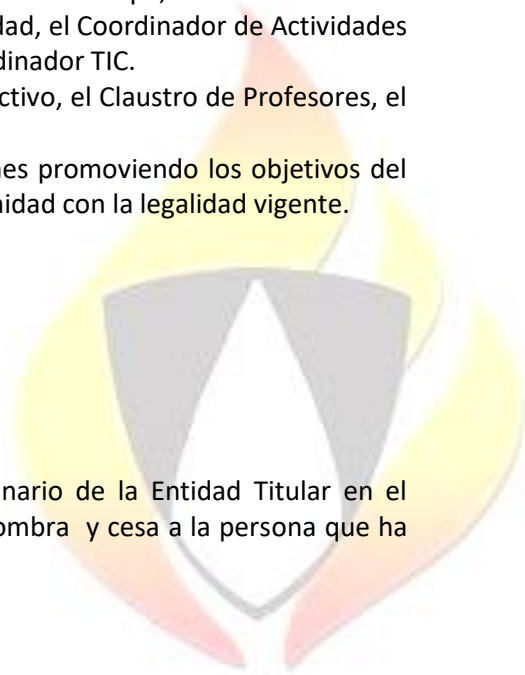 dad, el Coordinador de Actividades
dinador TIC.
ctivo, el Claustro de Profesores, el
nes promoviendo los objetivos del
nidad con la legalidad vigente.
nario de la Entidad Titular en el
ombra y cesa a la persona que ha